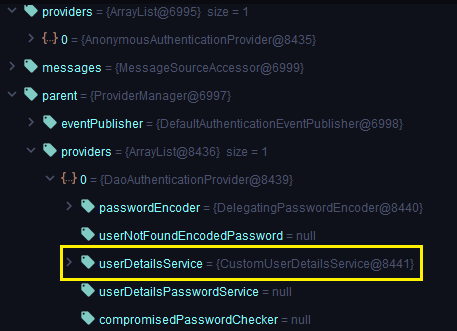 providers = {ArrayList@6995} size = 1
{..} 0 = {AnonymousAuthenticationProvider@8435}
messages = {MessageSourceAccessor@6999}
parent = {ProviderManager@6997}
eventPublisher = {DefaultAuthenticationEventPublisher@6998}
providers = {ArrayList@8436} size = 1
{..} 0 = {DaoAuthenticationProvider@8439}
passwordEncoder = {DelegatingPasswordEncoder@8440}
userNotFoundEncodedPassword = null
userDetailsService = {CustomUserDetailsService@8441}
userDetailsPasswordService = null
compromisedPasswordChecker = null